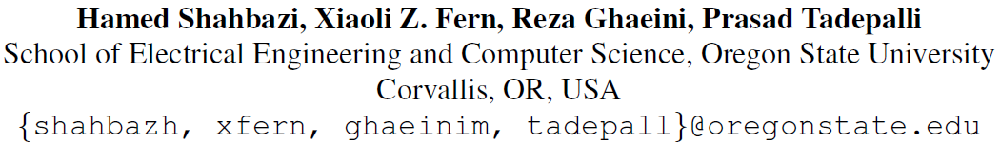 Hamed Shahbazi, Xiaoli Z. Fern, Reza Ghaeini, Prasad Tadepalli
School of Electrical Engineering and Computer Science, Oregon State University
Corvallis, OR, USA
{shahbazh, xfern, ghaeinim, tadepall}@oregonstate.edu